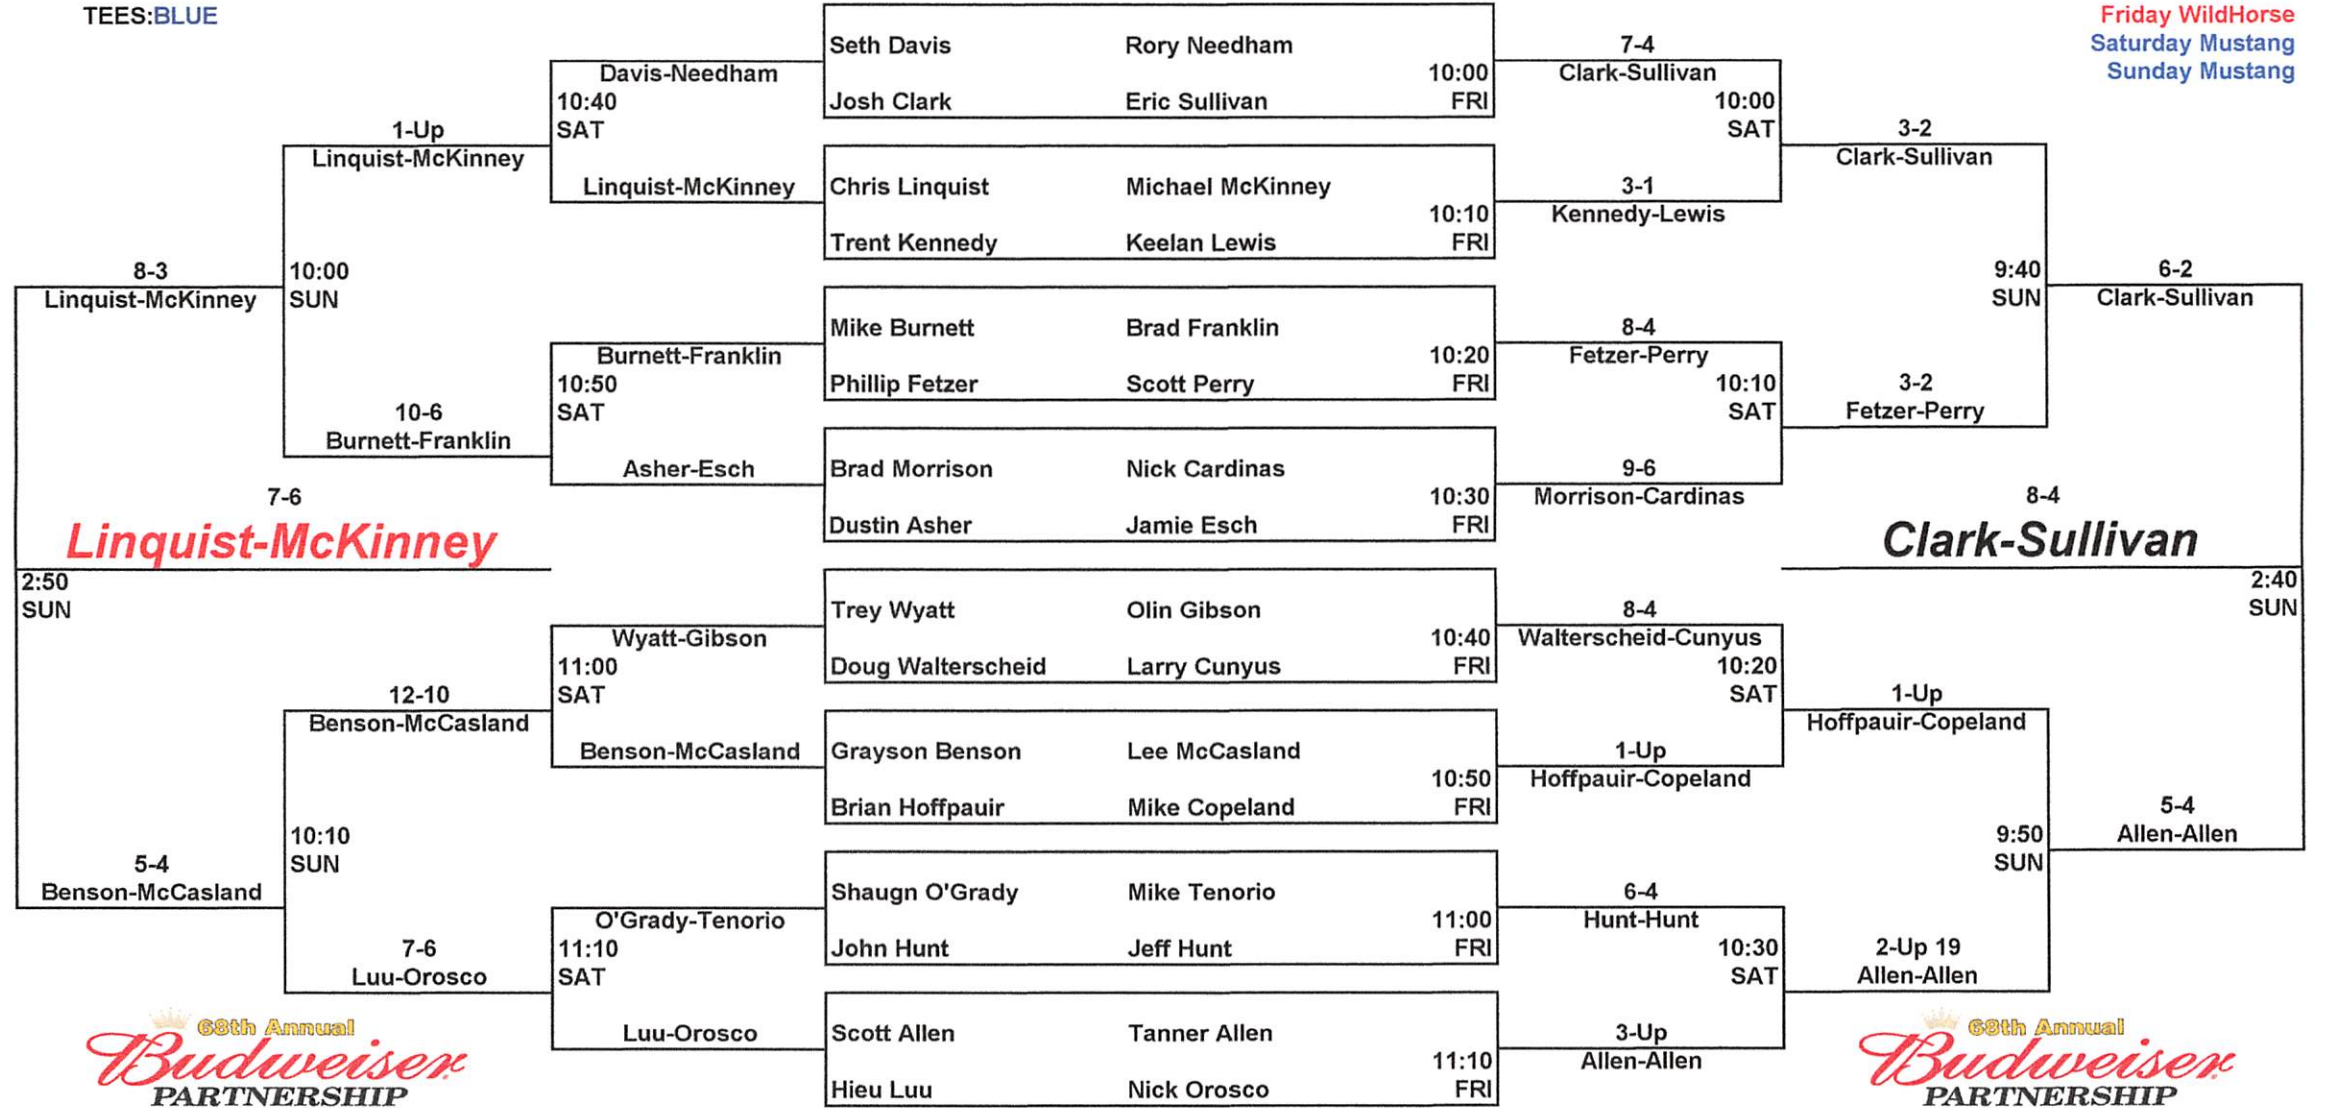 TEES:BLUE
Friday WildHorse
Saturday Mustang
Sunday Mustang
Seth Davis Rory Needham
10:00
Josh Clark Eric Sullivan FRI
Chris Linquist Michael McKinney
10:10
Trent Kennedy Keelan Lewis FRI
Mike Burnett Brad Franklin
10:20
Phillip Fetzer Scott Perry FRI
Brad Morrison Nick Cardinas
10:30
Dustin Asher Jamie Esch FRI
Trey Wyatt Olin Gibson
10:40
Doug Walterscheid Larry Cunyus FRI
Grayson Benson Lee McCasland
10:50
Brian Hoffpauir Mike Copeland FRI
Shaugn O'Grady Mike Tenorio
11:00
John Hunt Jeff Hunt FRI
Scott Allen Tanner Allen
11:10
Hieu Luu Nick Orosco FRI
Davis-Needham
10:40
SAT
Linquist-McKinney
Burnett-Franklin
10:50
SAT
Asher-Esch
Wyatt-Gibson
11:00
SAT
Benson-McCasland
O'Grady-Tenorio
11:10
SAT
Luu-Orosco
1-Up
Linquist-McKinney
10:00
SUN
10-6
Burnett-Franklin
12-10
Benson-McCasland
10:10
SUN
7-6
Luu-Orosco
8-3
Linquist-McKinney
7-6
Linquist-McKinney
2:50
SUN
5-4
Benson-McCasland
7-4
Clark-Sullivan
10:00
SAT
3-1
Kennedy-Lewis
8-4
Fetzer-Perry
10:10
SAT
9-6
Morrison-Cardinas
8-4
Walterscheid-Cunyus
10:20
SAT
1-Up
Hoffpauir-Copeland
6-4
Hunt-Hunt
10:30
SAT
3-Up
Allen-Allen
3-2
Clark-Sullivan
9:40
SUN
3-2
Fetzer-Perry
1-Up
Hoffpauir-Copeland
9:50
SUN
2-Up 19
Allen-Allen
6-2
Clark-Sullivan
8-4
Clark-Sullivan
2:40
SUN
5-4
Allen-Allen
68th Annual
Budweiser
PARTNERSHIP
68th Annual
Budweiser
PARTNERSHIP